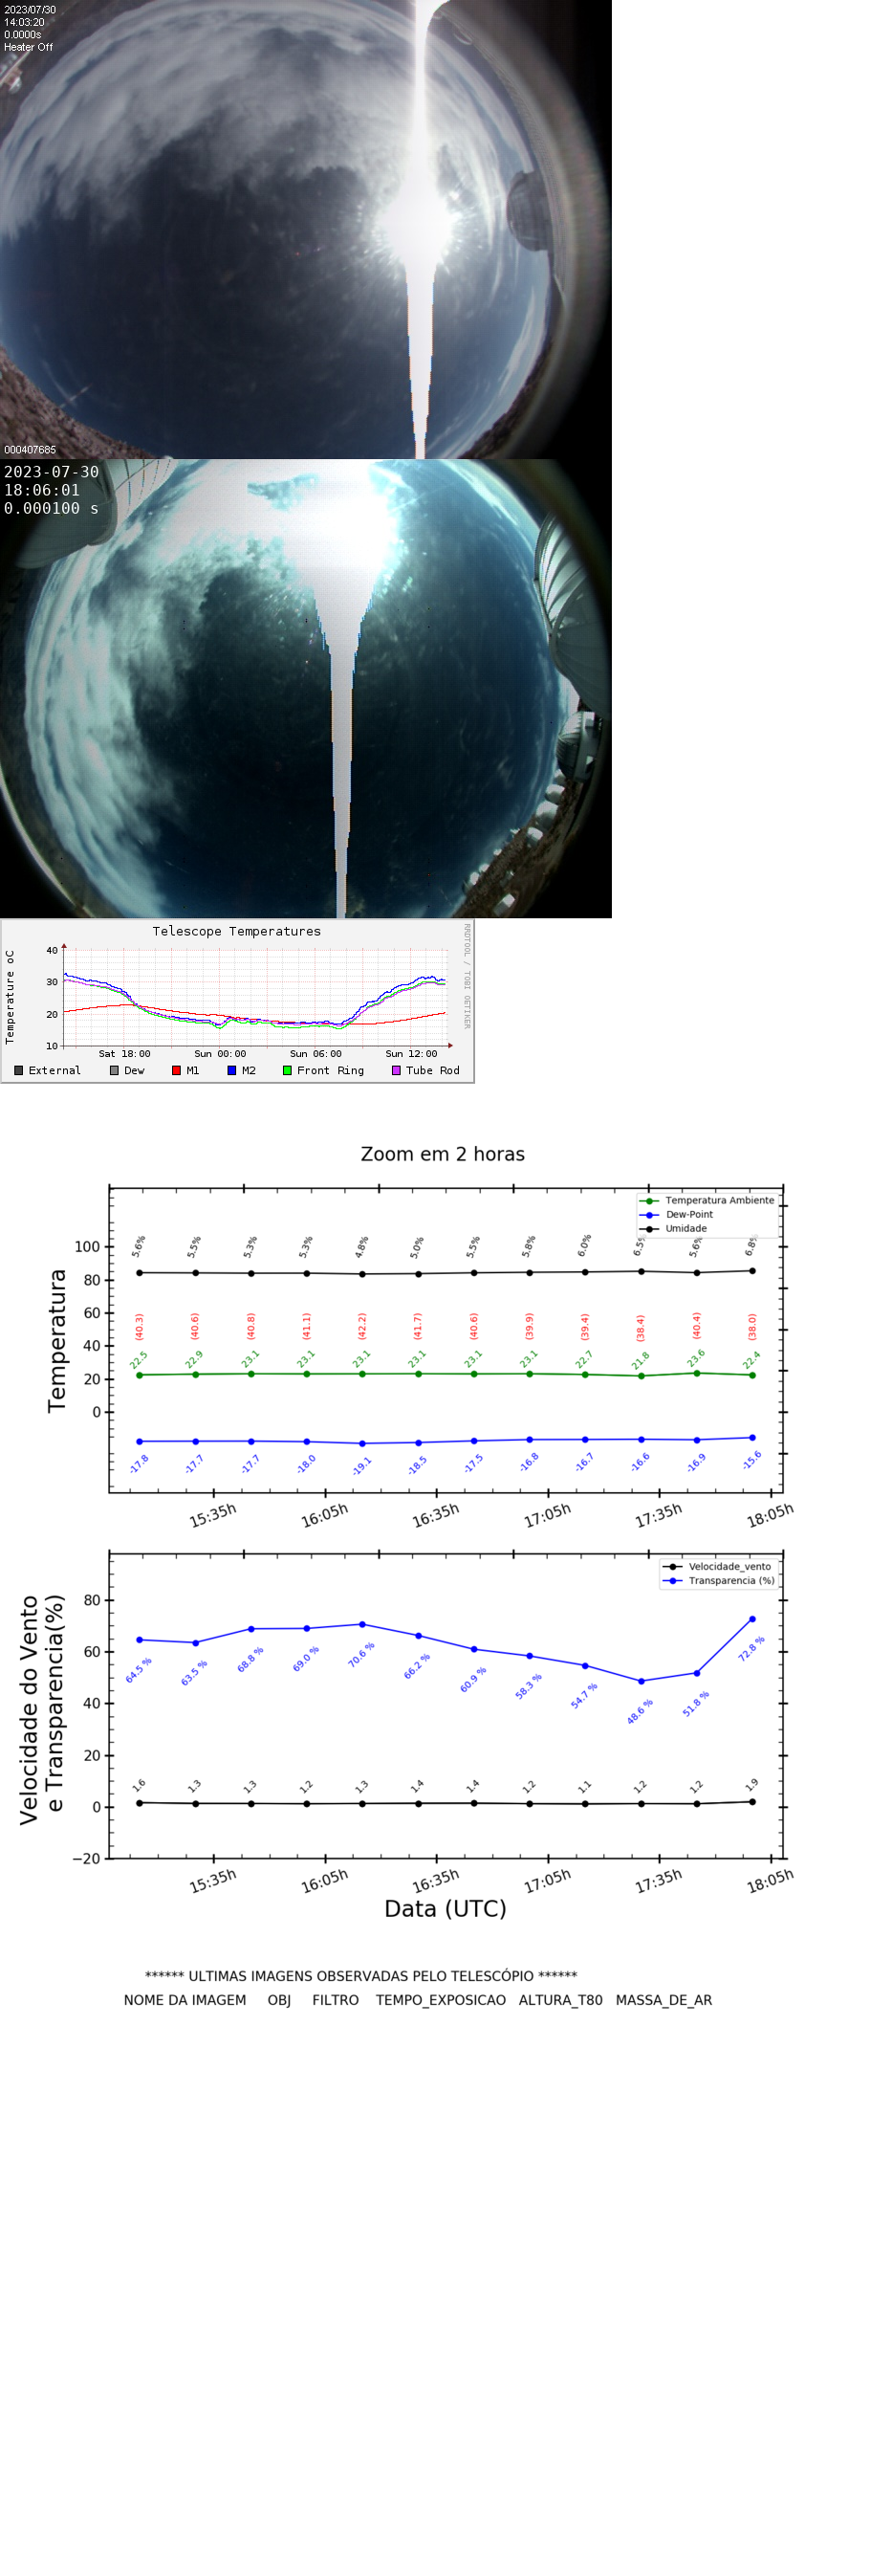 2023/07/30
14:03:20
0.0000s
Heater Off
000407685
2023-07-30
18:06:01
0.000100 s
Telescope Temperatures
RRDTOOL / TOBI OETIKER
Temperature oC
40
30
20
10
Sat 18:00 Sun 00:00 Sun 06:00 Sun 12:00
External Dew M1 M2 Front Ring Tube Rod
Zoom em 2 horas
Temperatura Ambiente
Dew-Point
Umidade
Temperatura
100
80
60
40
20
0
5.6% 5.5% 5.3% 5.3% 4.8% 5.0% 5.5% 5.8% 6.0% 6.5% 5.6% 6.8%
(40.3) (40.6) (40.8) (41.1) (42.2) (41.7) (40.6) (39.9) (39.4) (38.4) (40.4) (38.0)
22.5 22.9 23.1 23.1 23.1 23.1 23.1 23.1 22.7 21.8 23.6 22.4
-17.8 -17.7 -17.7 -18.0 -19.1 -18.5 -17.5 -16.8 -16.7 -16.6 -16.9 -15.6
15:35h 16:05h 16:35h 17:05h 17:35h 18:05h
Velocidade_vento
Transparencia (%)
Velocidade do Vento
e Transparencia(%)
80
60
40
20
0
−20
64.5 % 63.5 % 68.8 % 69.0 % 70.6 % 66.2 % 60.9 % 58.3 % 54.7 % 48.6 % 51.8 % 72.8 %
1.6 1.3 1.3 1.2 1.3 1.4 1.4 1.2 1.1 1.2 1.2 1.9
15:35h 16:05h 16:35h 17:05h 17:35h 18:05h
Data (UTC)
****** ULTIMAS IMAGENS OBSERVADAS PELO TELESCÓPIO ******
NOME DA IMAGEM OBJ FILTRO TEMPO_EXPOSICAO ALTURA_T80 MASSA_DE_AR